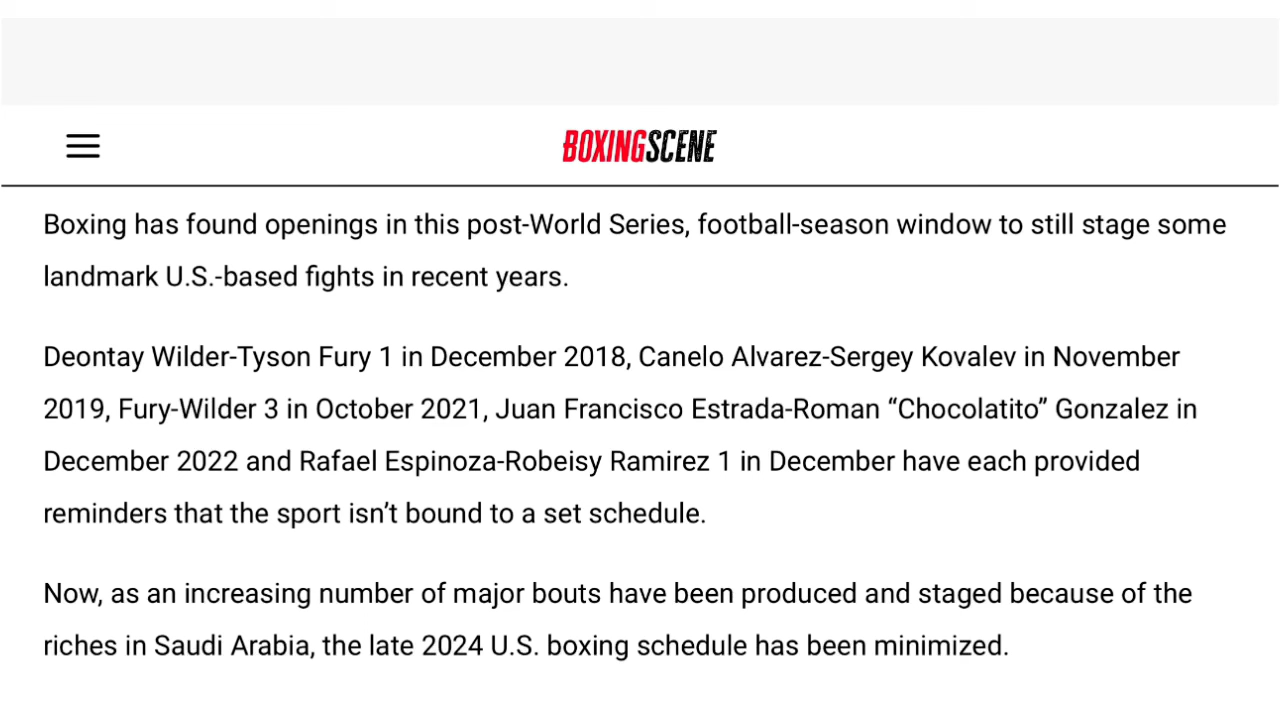 BOXINGSCENE
Boxing has found openings in this post-World Series, football-season window to still stage some
landmark U.S.-based fights in recent years.
Deontay Wilder-Tyson Fury 1 in December 2018, Canelo Alvarez-Sergey Kovalev in November
2019, Fury-Wilder 3 in October 2021, Juan Francisco Estrada-Roman “Chocolatito” Gonzalez in
December 2022 and Rafael Espinoza-Robeisy Ramirez 1 in December have each provided
reminders that the sport isn’t bound to a set schedule.
Now, as an increasing number of major bouts have been produced and staged because of the
riches in Saudi Arabia, the late 2024 U.S. boxing schedule has been minimized.